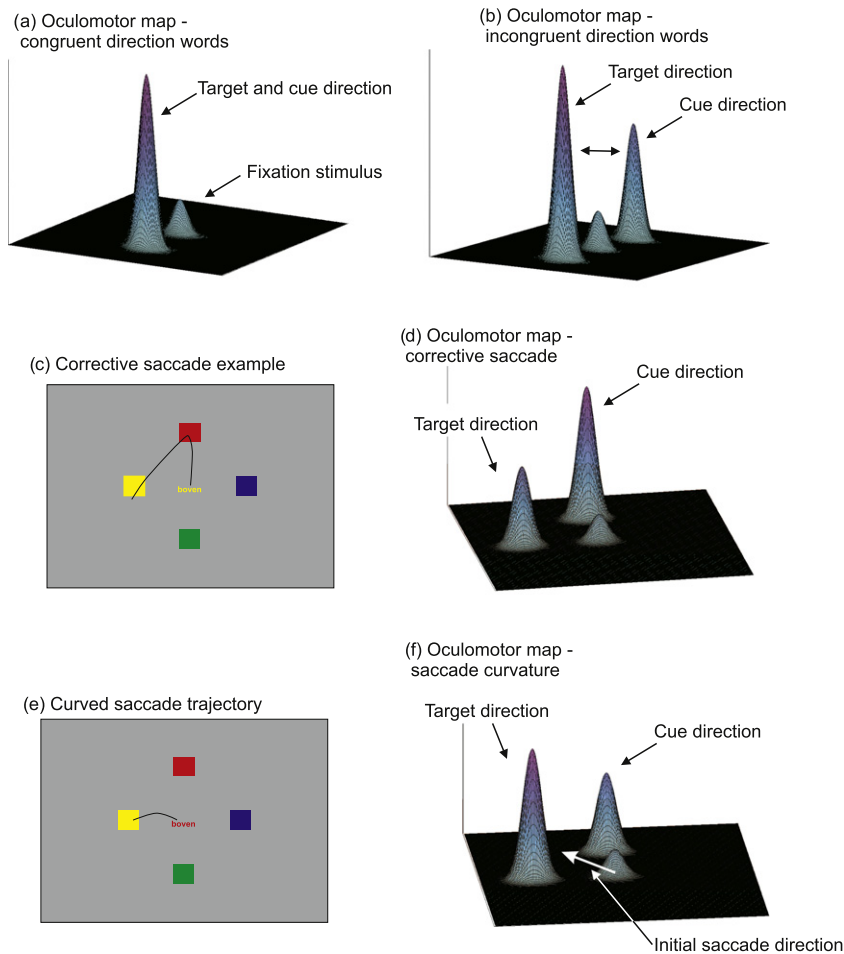 (a) Oculomotor map -
congruent direction words
Target and cue direction
Fixation stimulus
(b) Oculomotor map -
incongruent direction words
Target direction
Cue direction
(c) Corrective saccade example
boven
(d) Oculomotor map -
corrective saccade
Cue direction
Target direction
(e) Curved saccade trajectory
boven
(f) Oculomotor map -
saccade curvature
Target direction
Cue direction
Initial saccade direction